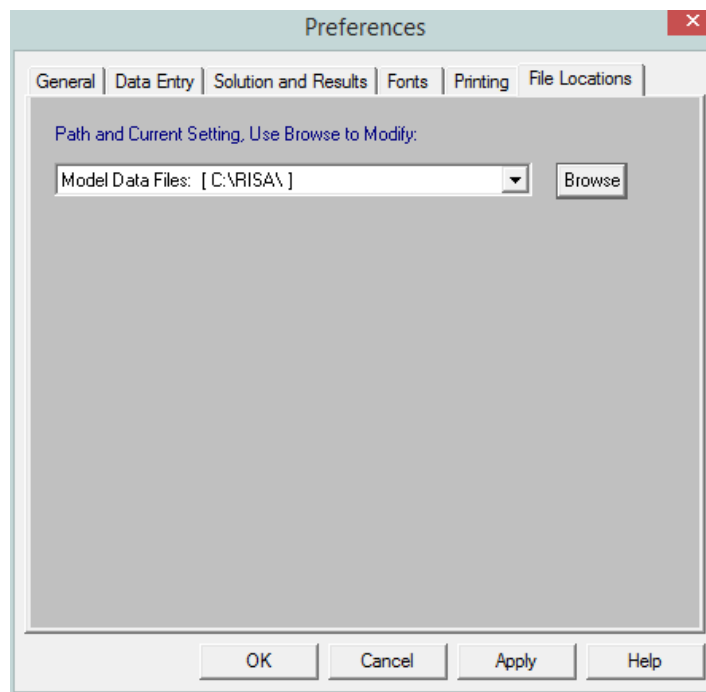 Preferences
General Data Entry Solution and Results Fonts Printing File Locations
Path and Current Setting, Use Browse to Modify:
Model Data Files: [ C:\RISA\ ] Browse
OK Cancel Apply Help